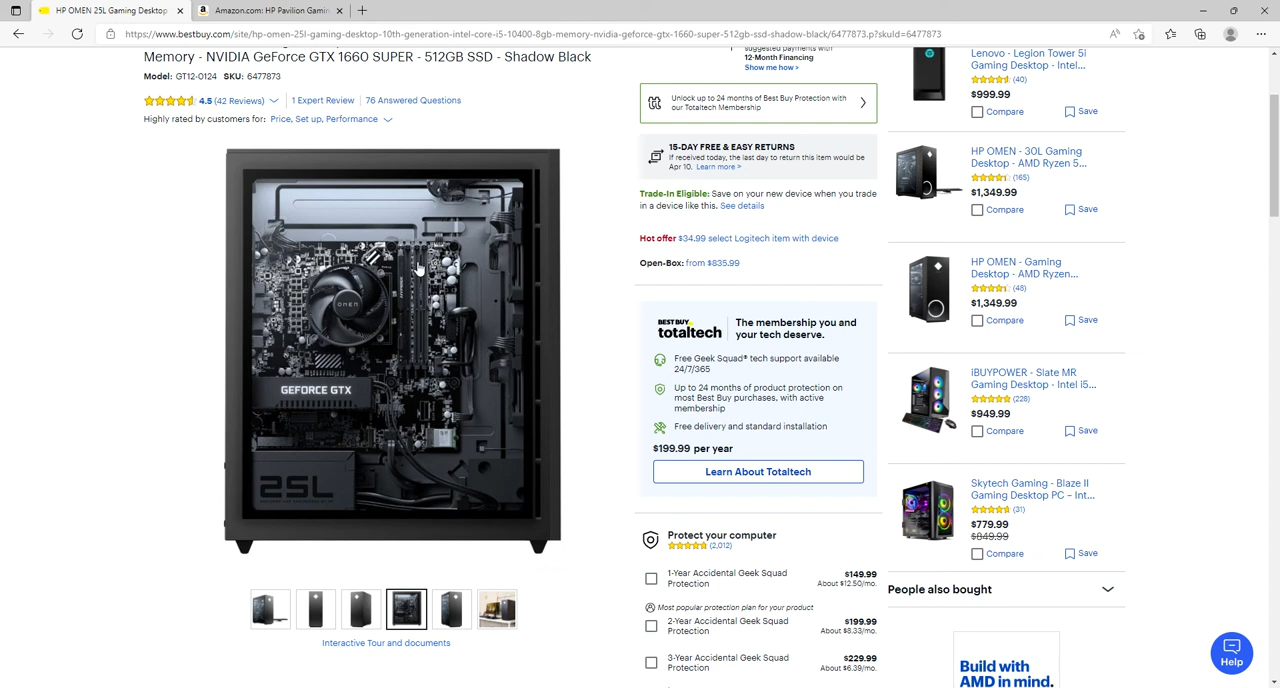 HP OMEN 25L Gaming Desktop
Amazon.com: HP Pavilion Gamin
https://www.bestbuy.com/site/hp-omen-25l-gaming-desktop-10th-generation-intel-core-i5-10400-8gb-memory-nvidia-geforce-gtx-1660-super-512gb-ssd-shadow-black/6477873.p?skuId=6477873
Memory - NVIDIA GeForce GTX 1660 SUPER - 512GB SSD - Shadow Black
Model: GT12-0124 SKU: 6477873
4.5 (42 Reviews)
1 Expert Review
76 Answered Questions
Highly rated by customers for: Price, Set up, Performance
OMEN
GEFORCE GTX
25L
Interactive Tour and documents
suggested payments with
12-Month Financing
Show me how >
Unlock up to 24 months of Best Buy Protection with
our Totaltech Membership
15-DAY FREE & EASY RETURNS
If received today, the last day to return this item would be
Apr 10. Learn more >
Trade-In Eligible: Save on your new device when you trade
in a device like this. See details
Hot offer $34.99 select Logitech item with device
Open-Box: from $835.99
BEST BUY
totaltech
The membership you and
your tech deserve.
Free Geek Squad® tech support available
24/7/365
Up to 24 months of product protection on
most Best Buy purchases, with active
membership
Free delivery and standard installation
$199.99 per year
Learn About Totaltech
Protect your computer
(2,012)
1-Year Accidental Geek Squad
Protection
$149.99
About $12.50/mo.
Most popular protection plan for your product
2-Year Accidental Geek Squad
Protection
$199.99
About $8.33/mo.
3-Year Accidental Geek Squad
Protection
$229.99
About $6.39/mo.
Lenovo - Legion Tower 5i
Gaming Desktop - Intel...
(40)
$999.99
Compare
Save
HP OMEN - 30L Gaming
Desktop - AMD Ryzen 5...
(165)
$1,349.99
Compare
Save
HP OMEN - Gaming
Desktop - AMD Ryzen...
(48)
$1,349.99
Compare
Save
iBUYPOWER - Slate MR
Gaming Desktop - Intel i5...
(228)
$949.99
Compare
Save
Skytech Gaming - Blaze II
Gaming Desktop PC – Int...
(31)
$779.99
$849.99
Compare
Save
People also bought
Build with
AMD in mind.
Help